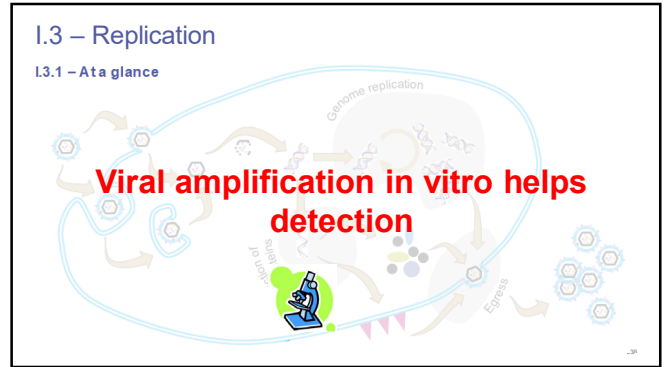 I.3 – Replication
I.3.1 – At a glance
Genome replication
Viral amplification in vitro helps
detection
Egress